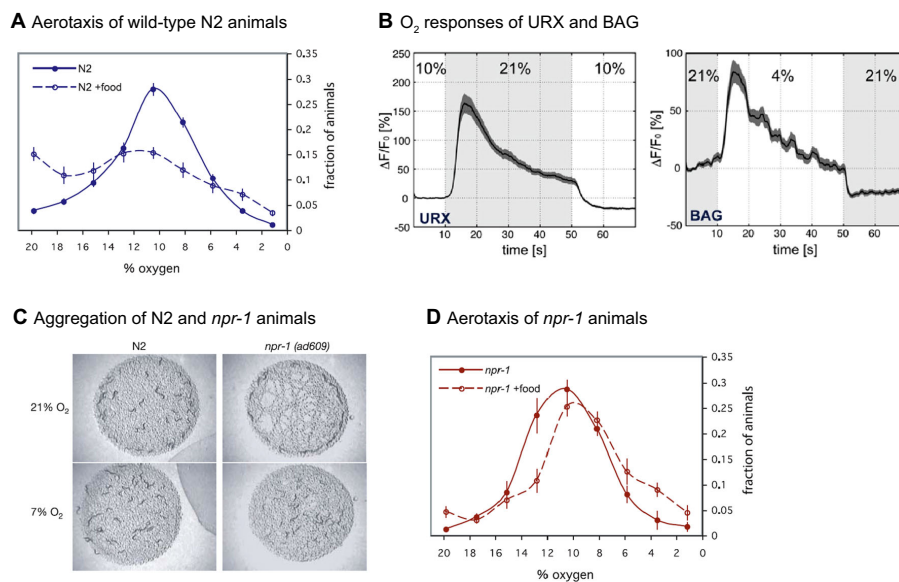 A Aerotaxis of wild-type N2 animals
N2
N2 +food
0,35
0,3
0,25
0,2
0,15
0,1
0,05
0
fraction of animals
20 18 16 14 12 10 8 6 4 2 0
% oxygen
B O2 responses of URX and BAG
250
200
150
100
50
0
-50
ΔF/F0 [%]
10% 21% 10%
URX
0 10 20 30 40 50 60
time [s]
100
50
0
-50
ΔF/F0 [%]
21% 4% 21%
BAG
0 10 20 30 40 50 60
time [s]
C Aggregation of N2 and npr-1 animals
N2 npr-1 (ad609)
21% O2
7% O2
D Aerotaxis of npr-1 animals
npr-1
npr-1 +food
0,35
0,3
0,25
0,2
0,15
0,1
0,05
0
fraction of animals
20 18 16 14 12 10 8 6 4 2 0
% oxygen